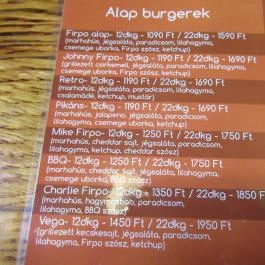 Alap burgerek
Firpo alap- 12dkg - 1090 Ft / 22dkg - 1590 Ft
(marhahús, jégsaláta, paradicsom, lilahagyma,
csemege uborka, Firpo szósz, ketchup)
Johnny Firpo- 12dkg - 1190 Ft / 22dkg - 1690 Ft
(grillezett csirkemell, jégsaláta, paradicsom, lilahagyma,
csemege uborka, Firpo szósz, ketchup)
Retro- 12dkg - 1190 Ft / 22dkg - 1690 Ft
(marhahús, jégsaláta, paradicsom, lilahagyma,
csalamádé, ketchup, mustár)
Pikáns- 12dkg - 1190 Ft / 22dkg - 1690 Ft
(marhahús, jalapeno, jégsaláta, paradicsom,
lilahagyma, csemege uborka, Firpo szósz, ketchup)
Mike Firpo- 12dkg - 1250 Ft / 22dkg - 1750 Ft
(marhahús, cheddar sajt, jégsaláta, paradicsom,
lilahagyma, ketchup, cheddar szósz)
BBQ- 12dkg - 1250 Ft / 22dkg - 1750 Ft
(marhahús, cheddar sajt, jégsaláta, paradicsom,
lilahagyma, csemege uborka, BBQ szósz)
Charlie Firpo- 12dkg - 1350 Ft / 22dkg - 1850 Ft
(marhahús, hagymásbab, paradicsom,
lilahagyma, BBQ szósz)
Vega- 12dkg - 1450 Ft / 22dkg - 1950 Ft
(grillezett kecskesajt, jégsaláta, paradicsom,
lilahagyma, Firpo szósz, ketchup)